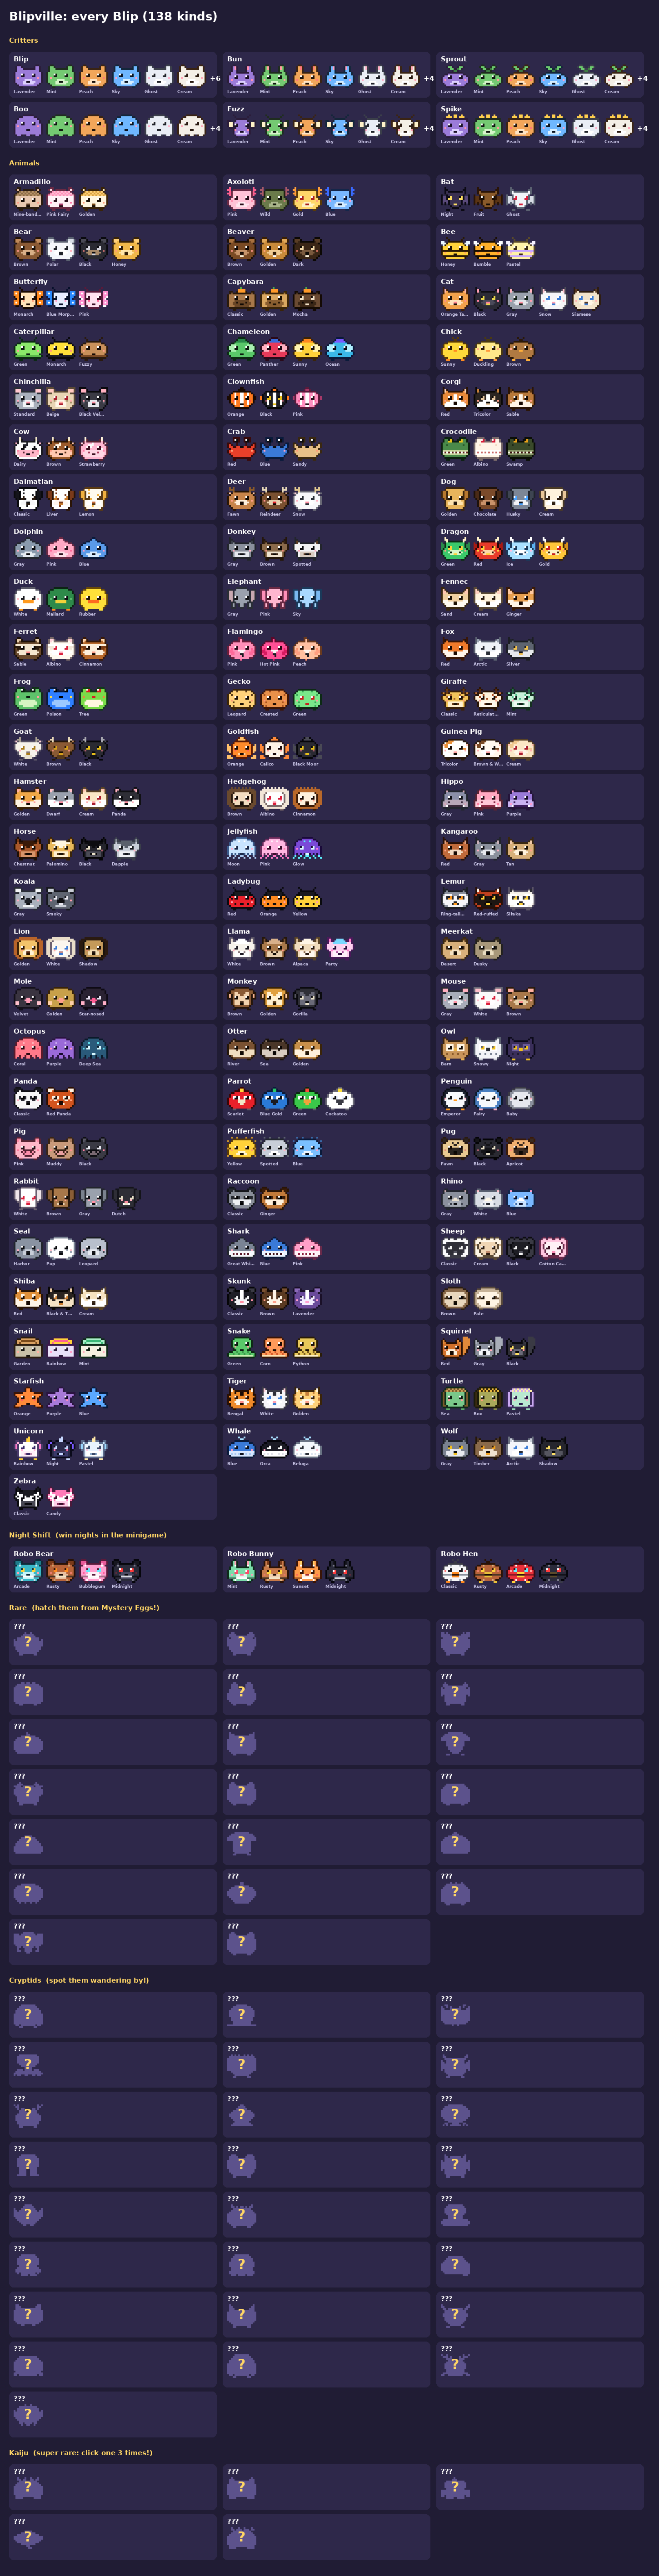 Blipville: every Blip (138 kinds)
Critters
Blip
Lavender Mint Peach Sky Ghost Cream +6
Bun
Lavender Mint Peach Sky Ghost Cream +4
Sprout
Lavender Mint Peach Sky Ghost Cream +4
Boo
Lavender Mint Peach Sky Ghost Cream +4
Fuzz
Lavender Mint Peach Sky Ghost Cream +4
Spike
Lavender Mint Peach Sky Ghost Cream +4
Animals
Armadillo
Nine-band... Pink Fairy Golden
Axolotl
Pink Wild Gold Blue
Bat
Night Fruit Ghost
Bear
Brown Polar Black Honey
Beaver
Brown Golden Dark
Bee
Honey Bumble Pastel
Butterfly
Monarch Blue Morp... Pink
Capybara
Classic Golden Mocha
Cat
Orange Ta... Black Gray Snow Siamese
Caterpillar
Green Monarch Fuzzy
Chameleon
Green Panther Sunny Ocean
Chick
Sunny Duckling Brown
Chinchilla
Standard Beige Black Vel...
Clownfish
Orange Black Pink
Corgi
Red Tricolor Sable
Cow
Dairy Brown Strawberry
Crab
Red Blue Sandy
Crocodile
Green Albino Swamp
Dalmatian
Classic Liver Lemon
Deer
Fawn Reindeer Snow
Dog
Golden Chocolate Husky Cream
Dolphin
Gray Pink Blue
Donkey
Gray Brown Spotted
Dragon
Green Red Ice Gold
Duck
White Mallard Rubber
Elephant
Gray Pink Sky
Fennec
Sand Cream Ginger
Ferret
Sable Albino Cinnamon
Flamingo
Pink Hot Pink Peach
Fox
Red Arctic Silver
Frog
Green Poison Tree
Gecko
Leopard Crested Green
Giraffe
Classic Reticulat... Mint
Goat
White Brown Black
Goldfish
Orange Calico Black Moor
Guinea Pig
Tricolor Brown & W... Cream
Hamster
Golden Dwarf Cream Panda
Hedgehog
Brown Albino Cinnamon
Hippo
Gray Pink Purple
Horse
Chestnut Palomino Black Dapple
Jellyfish
Moon Pink Glow
Kangaroo
Red Gray Tan
Koala
Gray Smoky
Ladybug
Red Orange Yellow
Lemur
Ring-tail... Red-ruffed Sifaka
Lion
Golden White Shadow
Llama
White Brown Alpaca Party
Meerkat
Desert Dusky
Mole
Velvet Golden Star-nosed
Monkey
Brown Golden Gorilla
Mouse
Gray White Brown
Octopus
Coral Purple Deep Sea
Otter
River Sea Golden
Owl
Barn Snowy Night
Panda
Classic Red Panda
Parrot
Scarlet Blue Gold Green Cockatoo
Penguin
Emperor Fairy Baby
Pig
Pink Muddy Black
Pufferfish
Yellow Spotted Blue
Pug
Fawn Black Apricot
Rabbit
White Brown Gray Dutch
Raccoon
Classic Ginger
Rhino
Gray White Blue
Seal
Harbor Pup Leopard
Shark
Great Whi... Blue Pink
Sheep
Classic Cream Black Cotton Ca...
Shiba
Red Black & T... Cream
Skunk
Classic Brown Lavender
Sloth
Brown Pale
Snail
Garden Rainbow Mint
Snake
Green Corn Python
Squirrel
Red Gray Black
Starfish
Orange Purple Blue
Tiger
Bengal White Golden
Turtle
Sea Box Pastel
Unicorn
Rainbow Night Pastel
Whale
Blue Orca Beluga
Wolf
Gray Timber Arctic Shadow
Zebra
Classic Candy
Night Shift (win nights in the minigame)
Robo Bear
Arcade Rusty Bubblegum Midnight
Robo Bunny
Mint Rusty Sunset Midnight
Robo Hen
Classic Rusty Arcade Midnight
Rare (hatch them from Mystery Eggs!)
??? ??? ???
? ? ?
??? ??? ???
? ? ?
??? ??? ???
? ? ?
??? ??? ???
? ? ?
??? ??? ???
? ? ?
??? ??? ???
? ? ?
??? ???
? ?
Cryptids (spot them wandering by!)
??? ??? ???
? ? ?
??? ??? ???
? ? ?
??? ??? ???
? ? ?
??? ??? ???
? ? ?
??? ??? ???
? ? ?
??? ??? ???
? ? ?
??? ??? ???
? ? ?
??? ??? ???
? ? ?
???
?
Kaiju (super rare: click one 3 times!)
??? ??? ???
? ? ?
??? ???
? ?